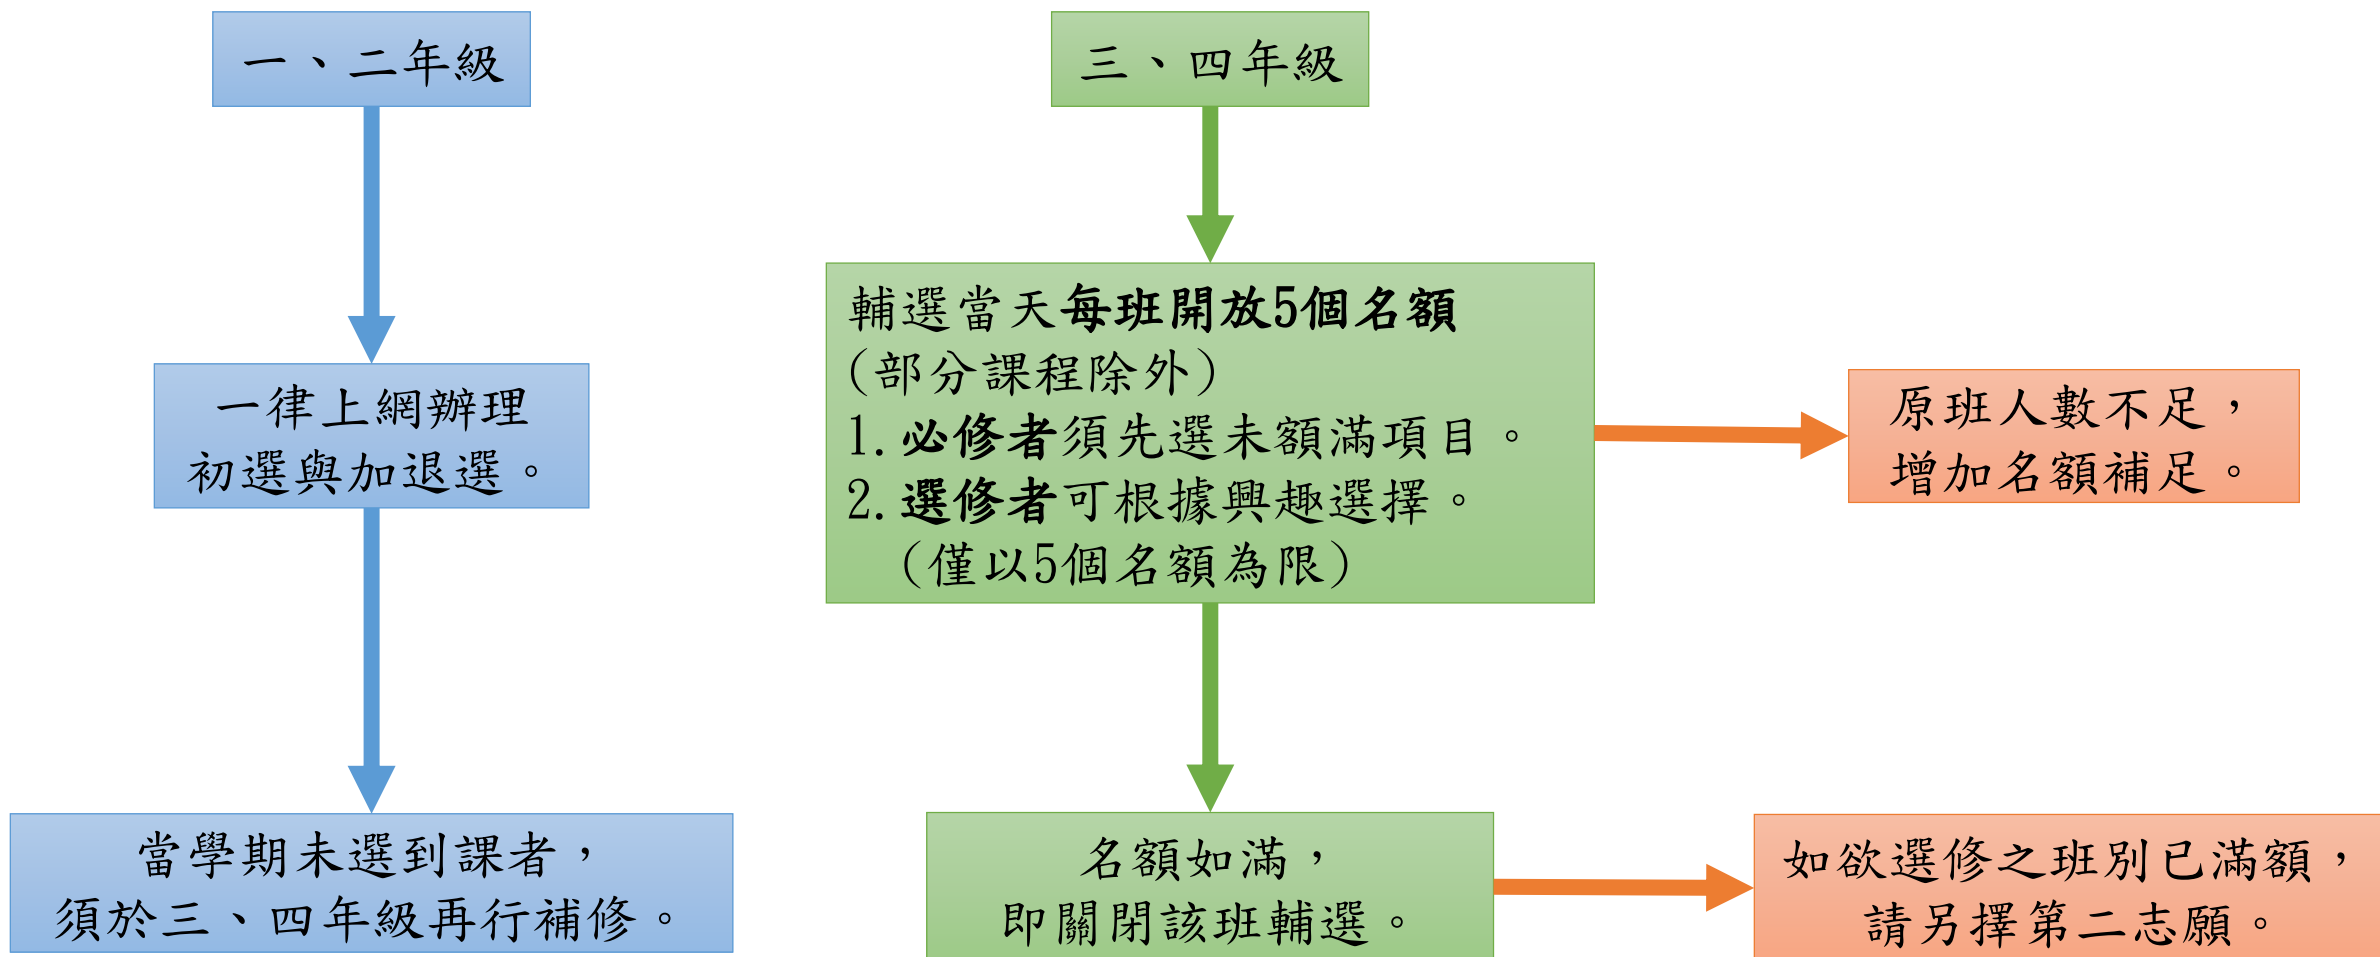 一、二年級
一律上網辦理
初選與加退選。
當學期未選到課者，
須於三、四年級再行補修。
三、四年級
輔選當天每班開放5個名額
(部分課程除外)
1.必修者須先選未額滿項目。
2.選修者可根據興趣選擇。
(僅以5個名額為限)
原班人數不足，
增加名額補足。
名額如滿，
即關閉該班輔選。
如欲選修之班別已滿額，
請另擇第二志願。